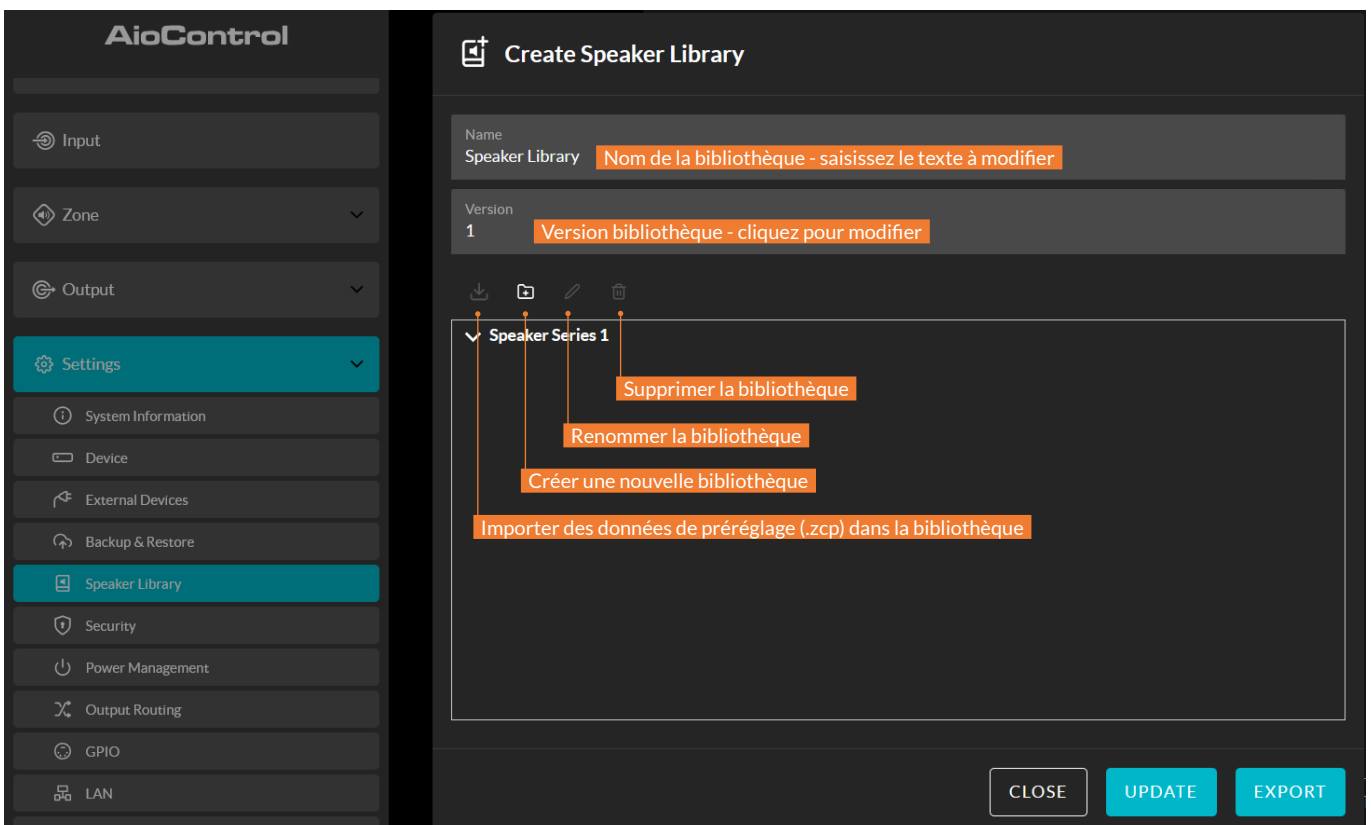 AioControl
Input
Zone
Output
Settings
System Information
Device
External Devices
Backup & Restore
Speaker Library
Security
Power Management
Output Routing
GPIO
LAN
Create Speaker Library
Name
Speaker Library Nom de la bibliothèque - saisissez le texte à modifier
Version
1 Version bibliothèque - cliquez pour modifier
Speaker Series 1
Supprimer la bibliothèque
Renommer la bibliothèque
Créer une nouvelle bibliothèque
Importer des données de préréglage (.zcp) dans la bibliothèque
CLOSE UPDATE EXPORT